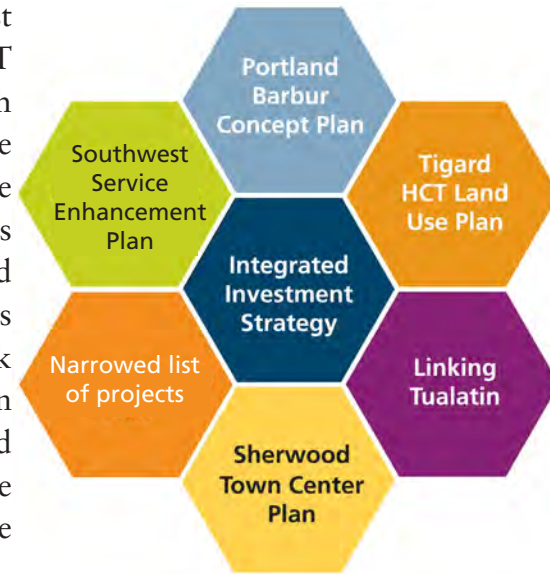 Portland
Barbur
Concept Plan
Southwest
Service
Enhancement
Plan
Tigard
HCT Land
Use Plan
Integrated
Investment
Strategy
Narrowed list
of projects
Linking
Tualatin
Sherwood
Town Center
Plan